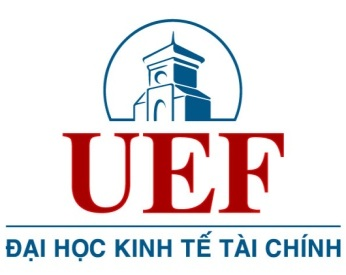 UEF
ĐẠI HỌC KINH TẾ TÀI CHÍNH